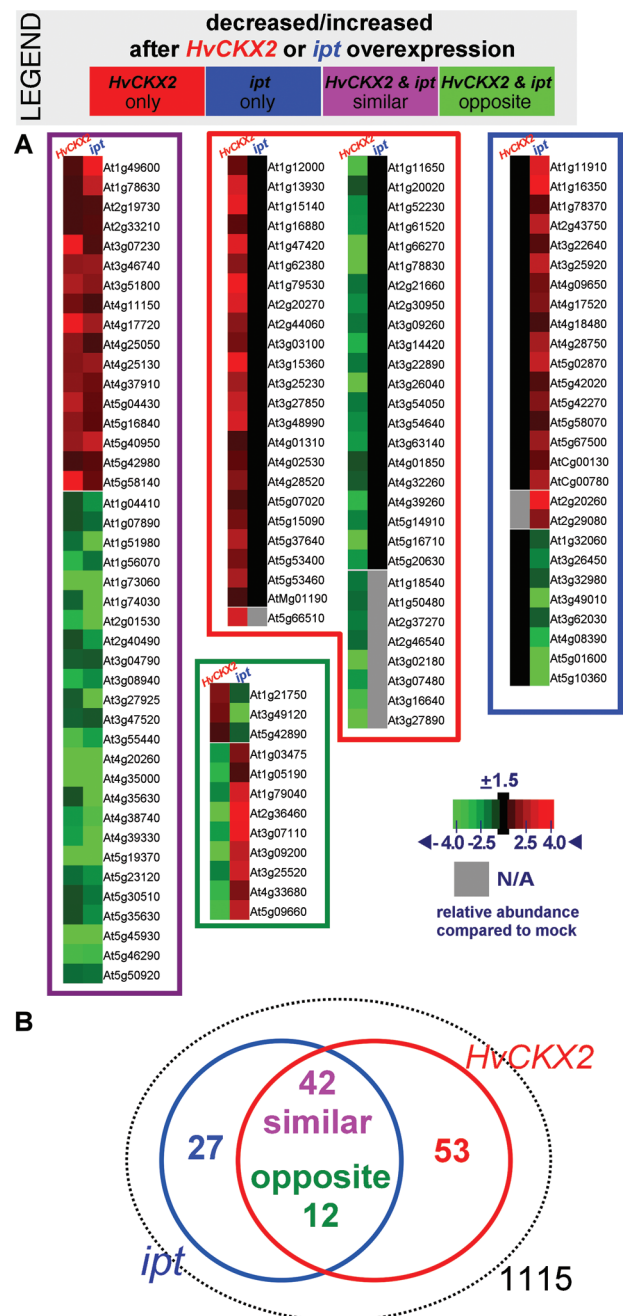 LEGEND
decreased/increased
after HvCKX2 or ipt overexpression
HvCKX2 only
ipt only
HvCKX2 & ipt similar
HvCKX2 & ipt opposite
A
HvCKX2 ipt
At1g49600
At1g78630
At2g19730
At2g33210
At3g07230
At3g46740
At3g51800
At4g11150
At4g17720
At4g25050
At4g25130
At4g37910
At5g04430
At5g16840
At5g40950
At5g42980
At5g58140
At1g04410
At1g07890
At1g51980
At1g56070
At1g73060
At1g74030
At2g01530
At2g40490
At3g04790
At3g08940
At3g27925
At3g47520
At3g55440
At4g20260
At4g35000
At4g35630
At4g38740
At4g39330
At5g19370
At5g23120
At5g30510
At5g35630
At5g45930
At5g46290
At5g50920
HvCKX2 ipt
At1g12000
At1g13930
At1g15140
At1g16880
At1g47420
At1g62380
At1g79530
At2g20270
At2g44060
At3g03100
At3g15360
At3g25230
At3g27850
At3g48990
At4g01310
At4g02530
At4g28520
At5g07020
At5g15090
At5g37640
At5g53400
At5g53460
AtMg01190
At5g66510
HvCKX2 ipt
At1g11650
At1g20020
At1g52230
At1g61520
At1g66270
At1g78830
At2g21660
At2g30950
At3g09260
At3g14420
At3g22890
At3g26040
At3g54050
At3g54640
At3g63140
At4g01850
At4g32260
At4g39260
At5g14910
At5g16710
At5g20630
At1g18540
At1g50480
At2g37270
At2g46540
At3g02180
At3g07480
At3g16640
At3g27890
HvCKX2 ipt
At1g11910
At1g16350
At1g78370
At2g43750
At3g22640
At3g25920
At4g09650
At4g17520
At4g18480
At4g28750
At5g02870
At5g42020
At5g42270
At5g58070
At5g67500
AtCg00130
AtCg00780
At2g20260
At2g29080
At1g32060
At3g26450
At3g32980
At3g49010
At3g62030
At4g08390
At5g01600
At5g10360
HvCKX2 ipt
At1g21750
At3g49120
At5g42890
At1g03475
At1g05190
At1g79040
At2g36460
At3g07110
At3g09200
At3g25520
At4g33680
At5g09660
±1.5
-4.0 -2.5 2.5 4.0
N/A
relative abundance
compared to mock
B
HvCKX2
42
similar
27
53
opposite
12
ipt
1115